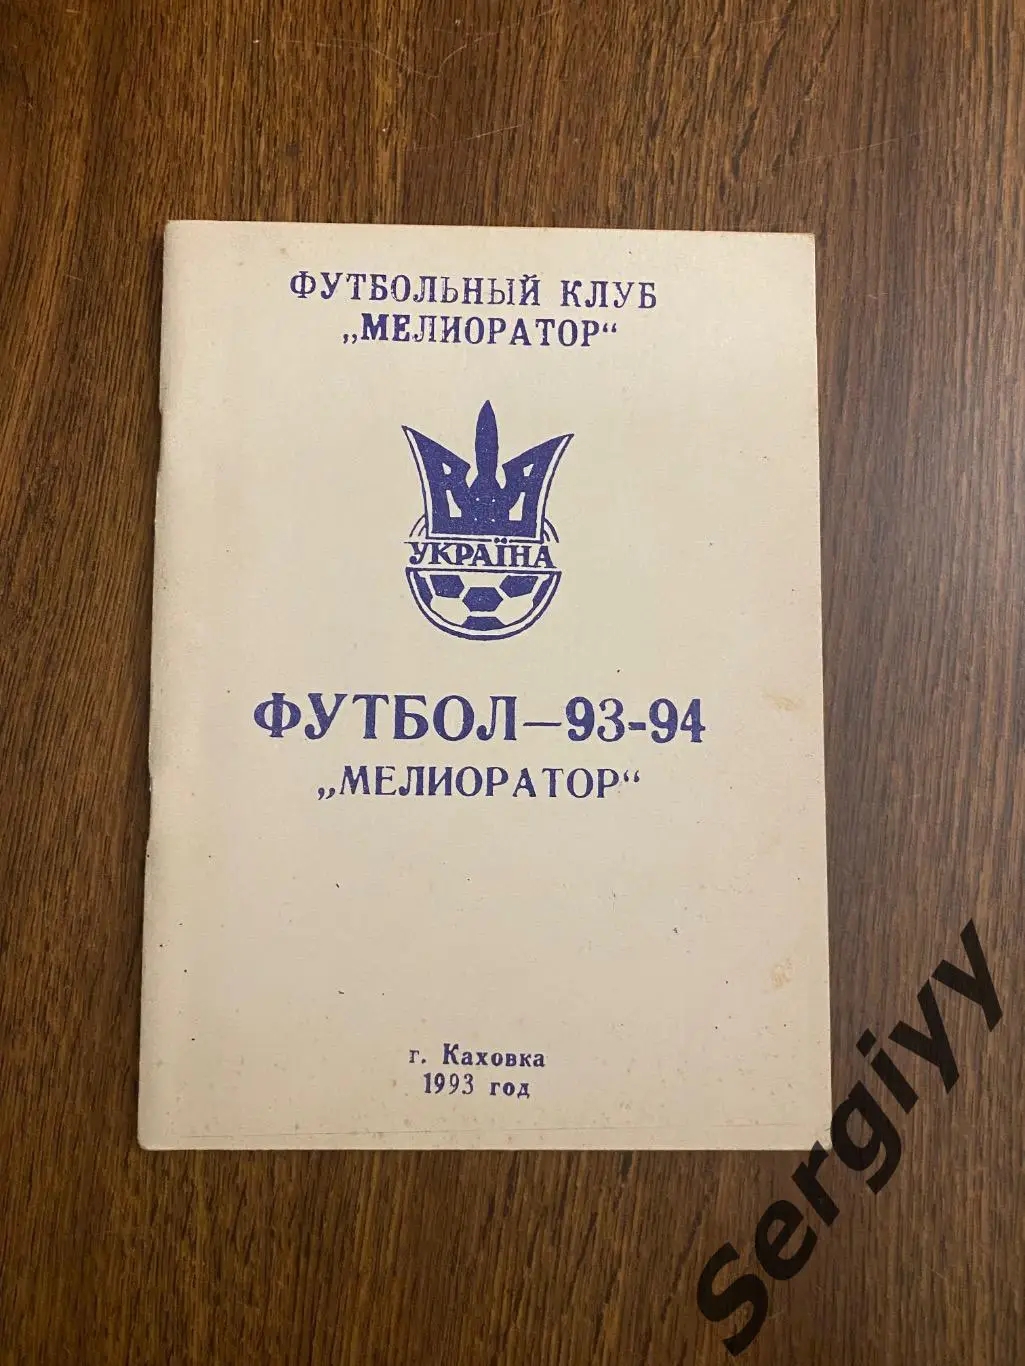 ФУТБОЛЬНЫЙ КЛУБ
„МЕЛИОРАТОР“
УКРАЇНА
ФУТБОЛ—93-94
„МЕЛИОРАТОР“
г. Каховка
1993 год
Sergiyy